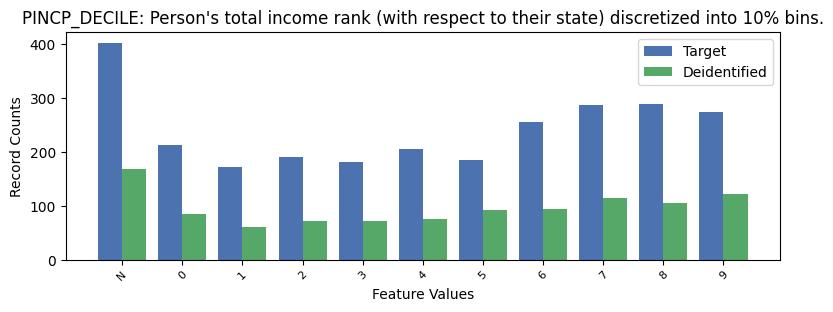 PINCP_DECILE: Person's total income rank (with respect to their state) discretized into 10% bins.
400
300
200
100
0
Record Counts
Target
Deidentified
N 0 1 2 3 4 5 6 7 8 9
Feature Values